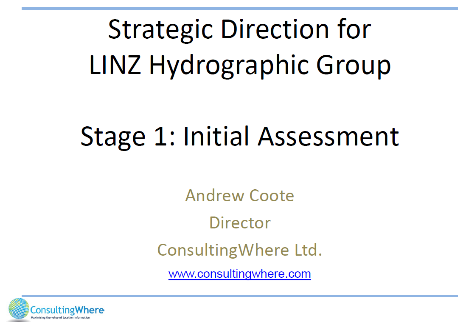 Strategic Direction for
LINZ Hydrographic Group
Stage 1: Initial Assessment
Andrew Coote
Director
ConsultingWhere Ltd.
www.consultingwhere.com
ConsultingWhere